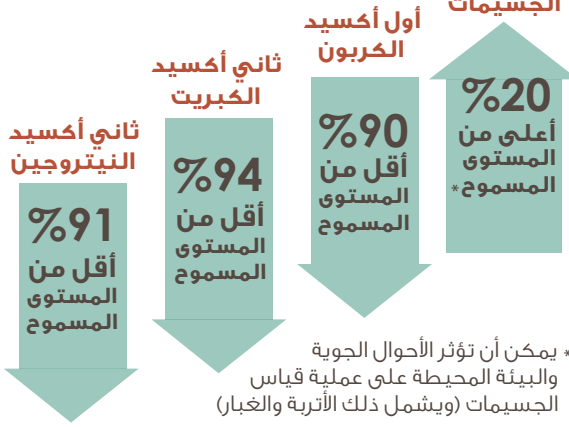 الجسيمات
%20
أعلى من
المستوى
المسموح*
أول أكسيد
الكربون
%90
أقل من
المستوى
المسموح
ثاني أكسيد
الكبريت
%94
أقل من
المستوى
المسموح
ثاني أكسيد
النيتروجين
%91
أقل من
المستوى
المسموح
* يمكن أن تؤثر الأحوال الجوية
والبيئة المحيطة على عملية قياس
الجسيمات (ويشمل ذلك الأتربة والغبار)